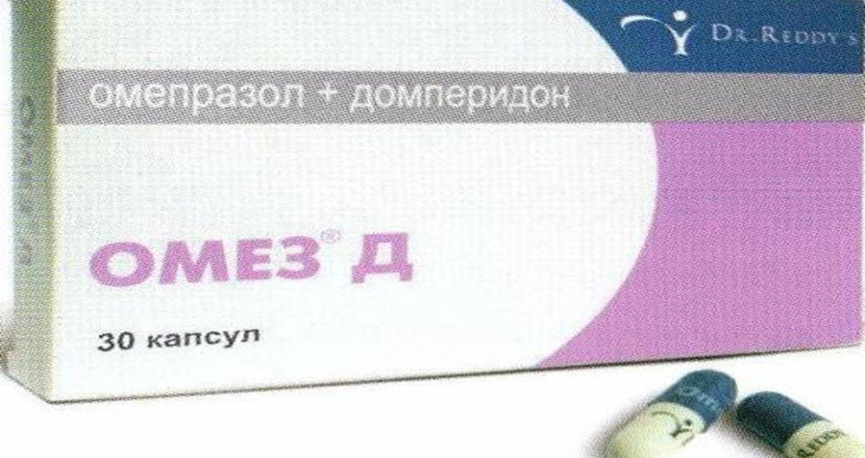 DR. REDDY'S
омепразол + домперидон
ОМЕЗ® Д
30 капсул